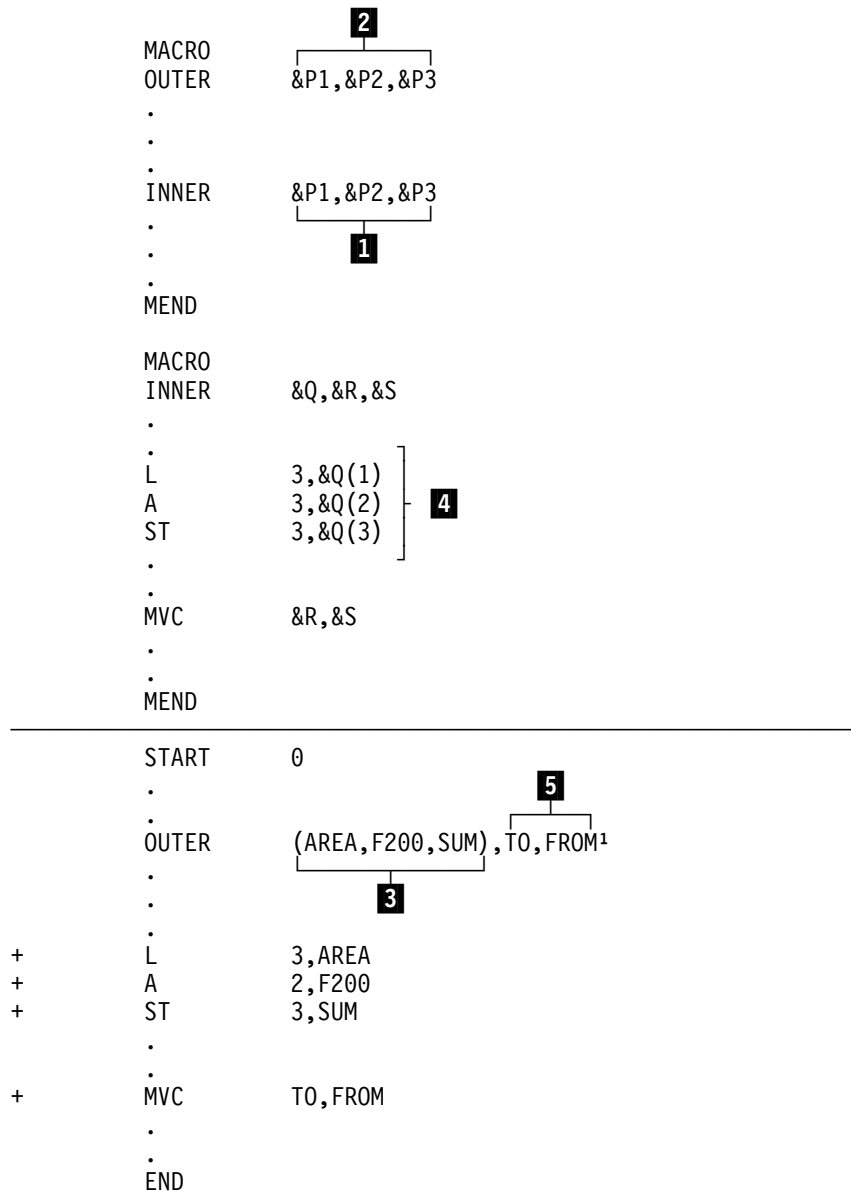 2
MACRO
OUTER &P1,&P2,&P3
.
.
.
INNER &P1,&P2,&P3
.
. 1
.
MEND
MACRO
INNER &Q,&R,&S
.
.
L 3,&Q(1)
A 3,&Q(2) 4
ST 3,&Q(3)
.
.
MVC &R,&S
.
.
MEND
START 0
. 5
.
OUTER (AREA,F200,SUM),TO,FROM¹
.
. 3
.
+ L 3,AREA
+ A 2,F200
+ ST 3,SUM
.
.
+ MVC TO,FROM
.
.
END